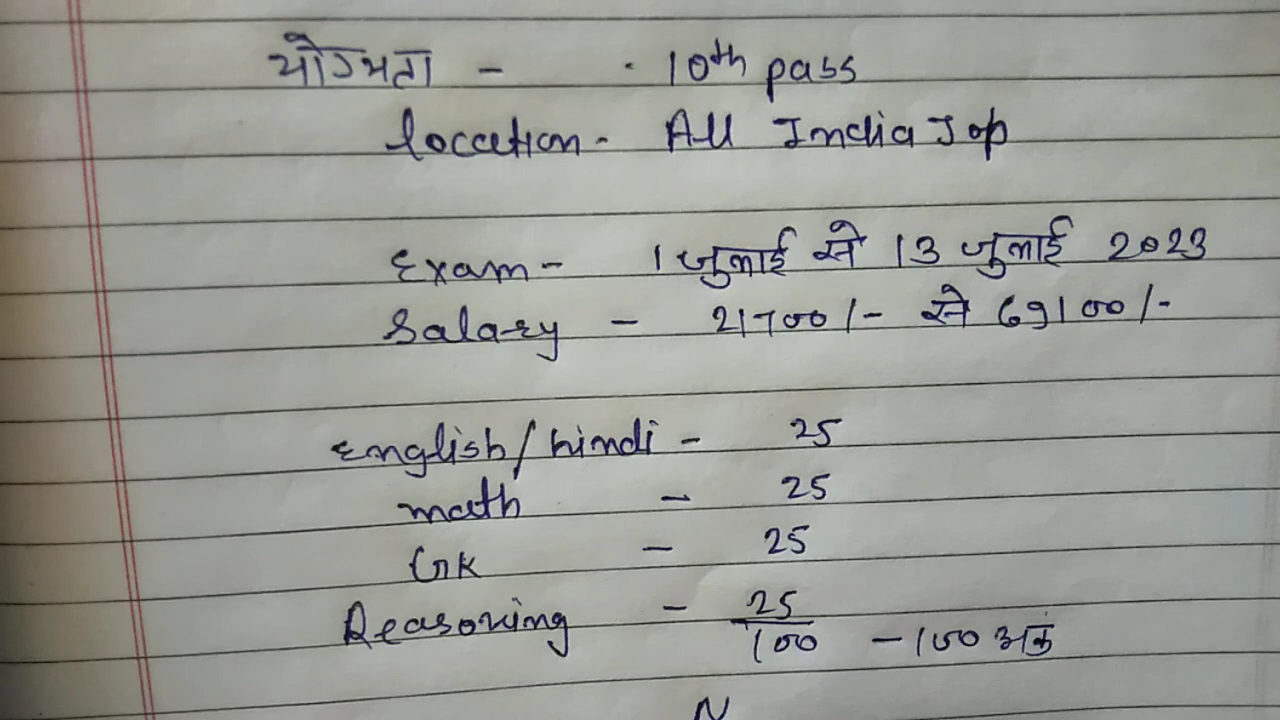 योग्यता - 10th pass
location - All India Jop
Exam - 1 जुलाई से 13 जुलाई 2023
Salary - 21700/- से 69100/-
English/hindi - 25
math - 25
GK - 25
Reasoning - 25
100 - 100 अंक
N